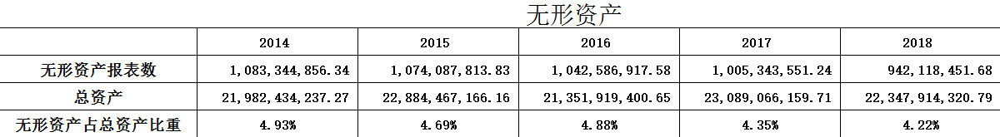 无形资产
2014 2015 2016 2017 2018
无形资产报表数 1,083,344,856.34 1,074,087,813.83 1,042,586,917.58 1,005,343,551.24 942,118,451.68
总资产 21,982,434,237.27 22,884,467,166.16 21,351,919,400.65 23,089,066,159.71 22,347,914,320.79
无形资产占总资产比重 4.93% 4.69% 4.88% 4.35% 4.22%